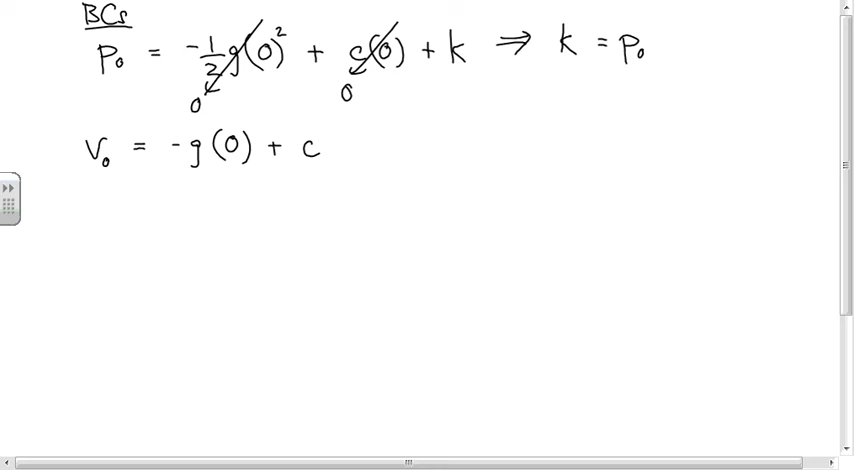 BCs
p₀ = -½g(0)² + c(0) + k ⇒ k = p₀
0 0
v₀ = -g(0) + c